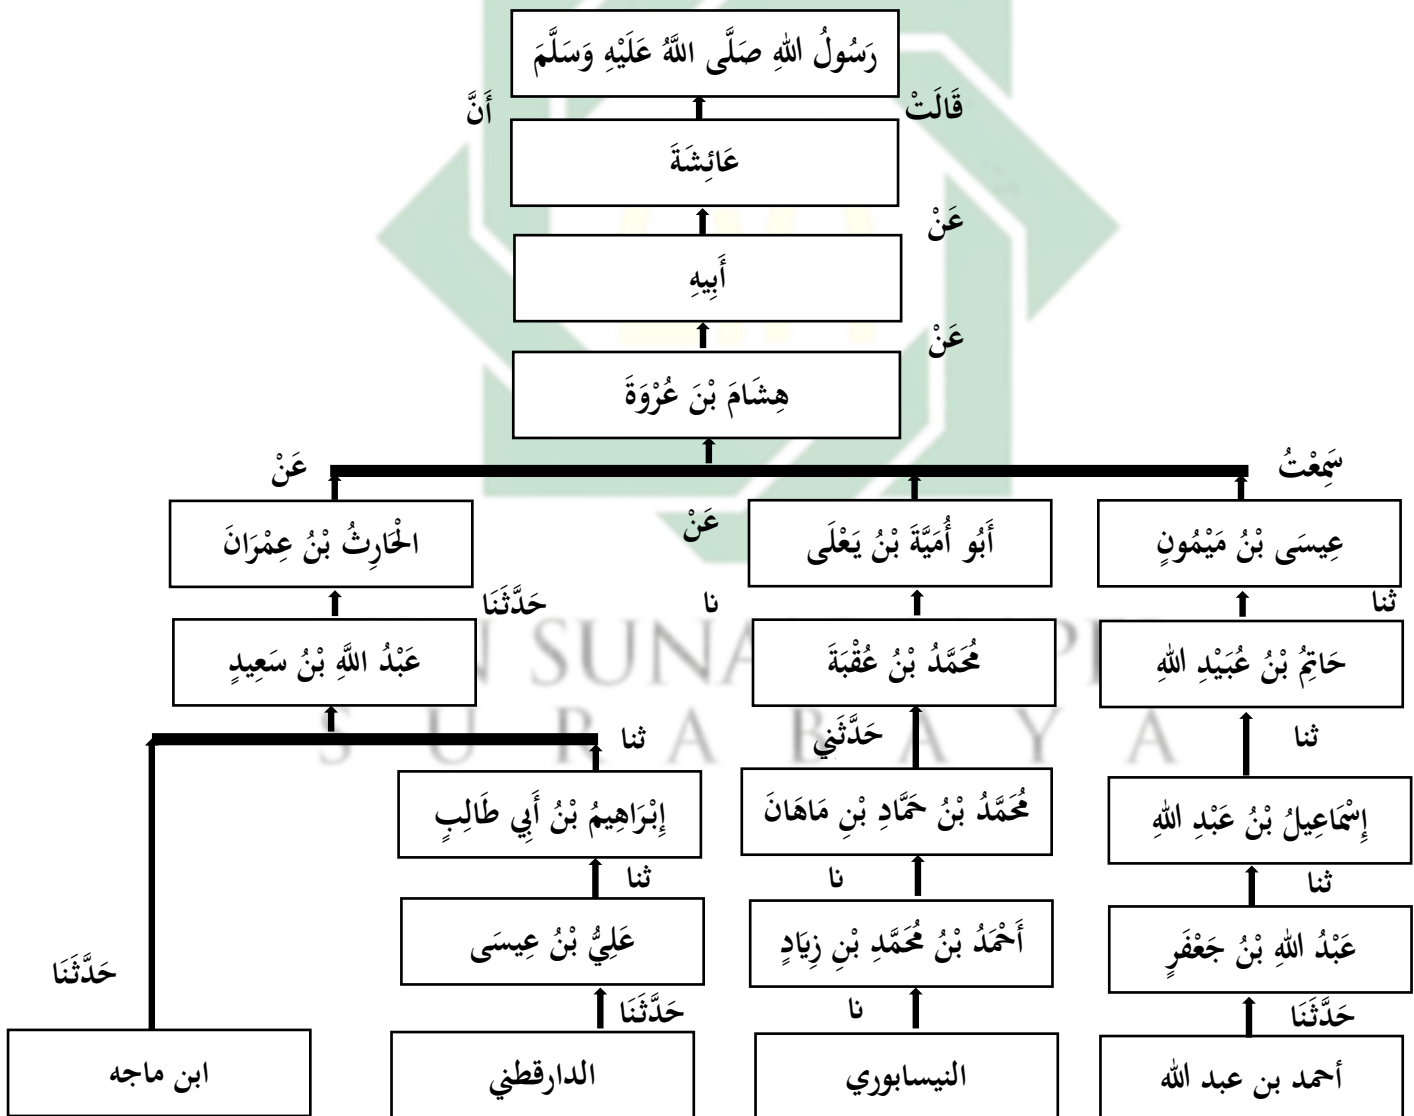 رَسُولُ اللهِ صَلَّى اللَّهُ عَلَيْهِ وَسَلَّمَ
قَالَتْ
أَنَّ
عَائِشَةَ
عَنْ
أَبِيهِ
عَنْ
هِشَامَ بْنَ عُرْوَةَ
سَمِعْتُ
عَنْ
عِيسَى بْنُ مَيْمُونٍ
أَبُو أُمَيَّةَ بْنُ يَعْلَى
عَنْ
الْحَارِثُ بْنُ عِمْرَانَ
ثنا
نا
حَدَّثَنَا
حَاتِمُ بْنُ عُبَيْدِ اللهِ
مُحَمَّدُ بْنُ عُقْبَةَ
عَبْدُ اللَّهِ بْنُ سَعِيدٍ
SUNA
SURABAYA
ثنا
حَدَّثَنِي
ثنا
إِسْمَاعِيلُ بْنُ عَبْدِ اللهِ
مُحَمَّدُ بْنُ حَمَّادِ بْنِ مَاهَانَ
إِبْرَاهِيمُ بْنُ أَبِي طَالِبٍ
ثنا
نا
ثنا
عَبْدُ اللهِ بْنُ جَعْفَرٍ
أَحْمَدُ بْنُ مُحَمَّدِ بْنِ زِيَادٍ
عَلِيُّ بْنُ عِيسَى
حَدَّثَنَا
نا
حَدَّثَنَا
حَدَّثَنَا
أحمد بن عبد الله
النيسابوري
الدارقطني
ابن ماجه